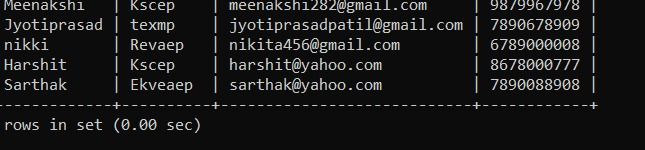 Meenakshi | Kscep | meenakshi282@gmail.com | 9879967978 |
Jyotiprasad | texmp | jyotiprasadpatil@gmail.com | 7890678909 |
nikki | Revaep | nikita456@gmail.com | 6789000008 |
Harshit | Kscep | harshit@yahoo.com | 8678000777 |
Sarthak | Ekveaep | sarthak@yahoo.com | 7890088908 |
------------+----------+----------------------------+------------+
rows in set (0.00 sec)